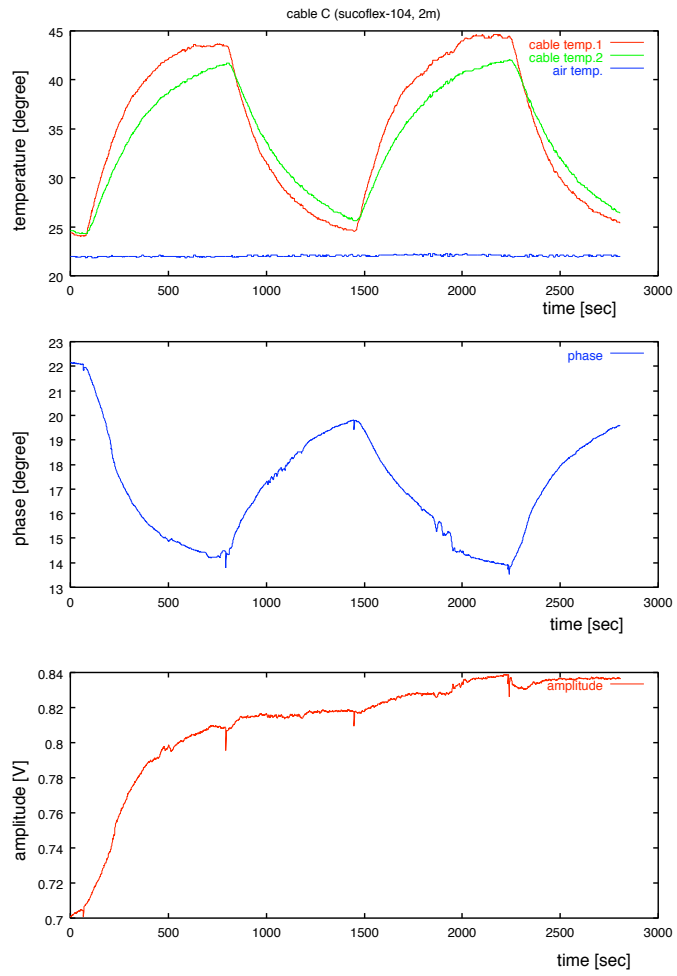 cable C (sucoflex-104, 2m)
temperature [degree]
45
40
35
30
25
20
cable temp.1
cable temp.2
air temp.
0 500 1000 1500 2000 2500 3000
time [sec]
phase [degree]
22
21
20
19
18
17
16
15
14
13
phase
0 500 1000 1500 2000 2500 3000
time [sec]
amplitude [V]
0.84
0.82
0.8
0.78
0.76
0.74
0.72
0.7
amplitude
0 500 1000 1500 2000 2500 3000
time [sec]